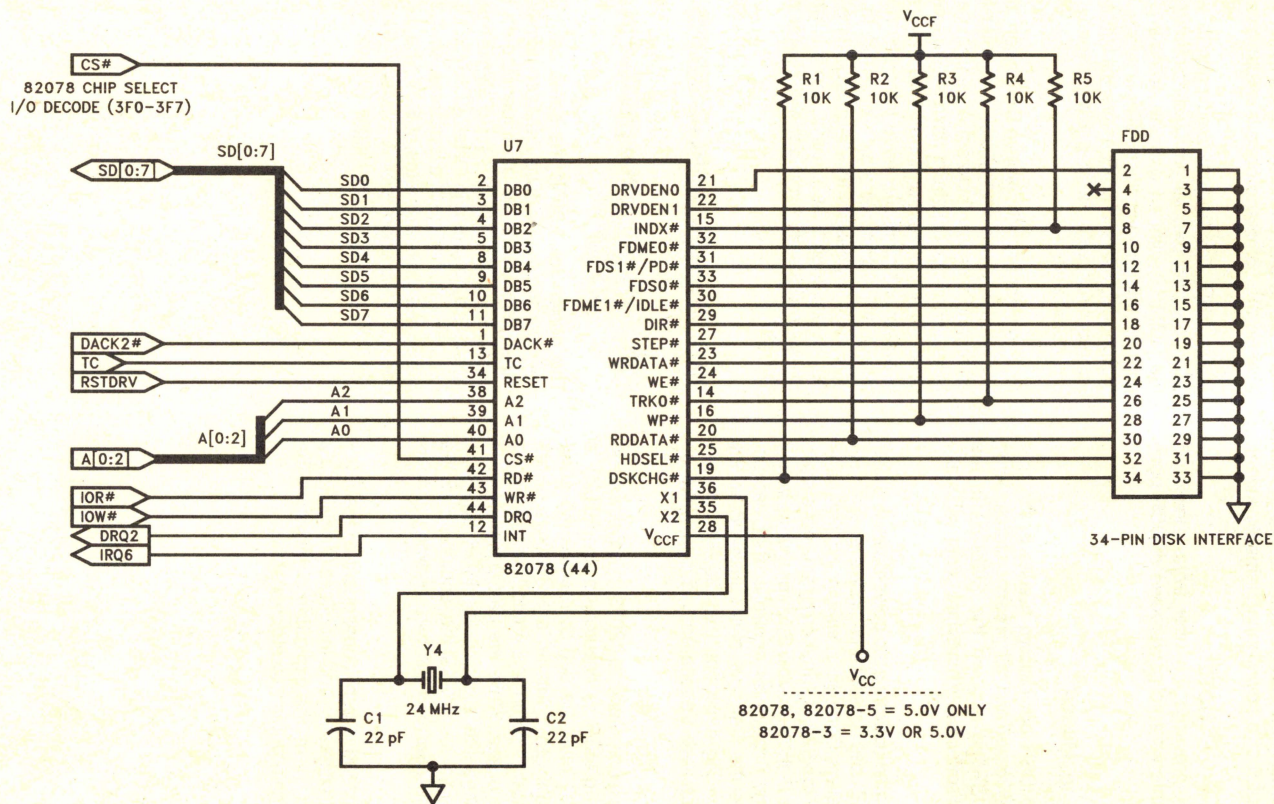 V_CCF
CS#
82078 CHIP SELECT
I/O DECODE (3F0-3F7)
R1
10K
R2
10K
R3
10K
R4
10K
R5
10K
FDD
SD[0:7]
SD[0:7]
U7
SD0 2 DB0
SD1 3 DB1
SD2 4 DB2
SD3 5 DB3
SD4 8 DB4
SD5 9 DB5
SD6 10 DB6
SD7 11 DB7
DACK2# 1 DACK#
TC 13 TC
RSTDRV 34 RESET
A2 38 A2
A1 39 A1
A[0:2]
A0 40 A0
A[0:2]
41 CS#
IOR# 42 RD#
IOW# 43 WR#
DRQ2 44 DRQ
IRQ6 12 INT
DRVDEN0 21
DRVDEN1 22
INDX# 15
FDME0# 32
FDS1#/PD# 31
FDS0# 33
FDME1#/IDLE# 30
DIR# 29
STEP# 27
WRDATA# 23
WE# 24
TRK0# 14
WP# 16
RDDATA# 20
HDSEL# 25
DSKCHG# 19
X1 36
X2 35
V_CCF 28
82078 (44)
2 1
4 3
6 5
8 7
10 9
12 11
14 13
16 15
18 17
20 19
22 21
24 23
26 25
28 27
30 29
32 31
34 33
34-PIN DISK INTERFACE
Y4
24 MHz
C1
22 pF
C2
22 pF
V_CC
82078, 82078-5 = 5.0V ONLY
82078-3 = 3.3V OR 5.0V